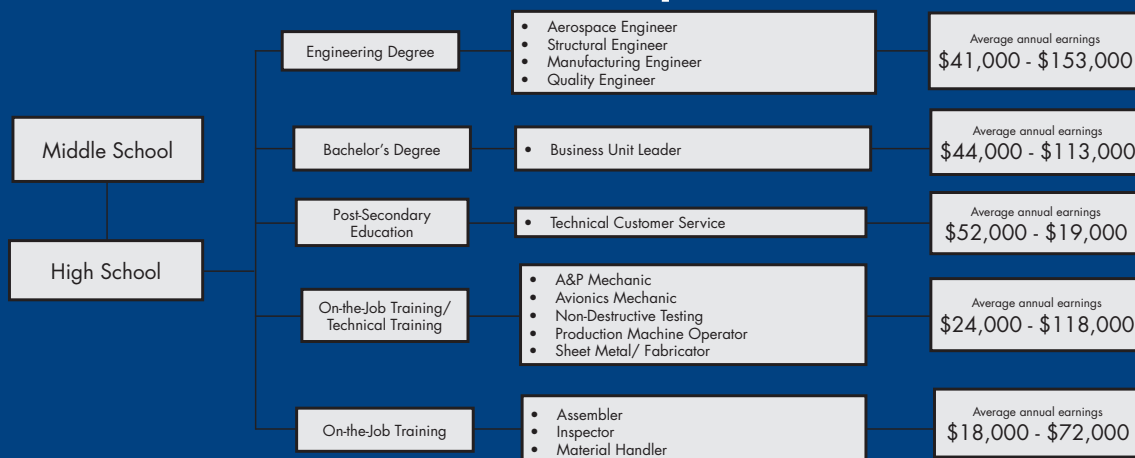 Middle School
High School
Engineering Degree
• Aerospace Engineer
• Structural Engineer
• Manufacturing Engineer
• Quality Engineer
Average annual earnings
$41,000 - $153,000
Bachelor's Degree
• Business Unit Leader
Average annual earnings
$44,000 - $113,000
Post-Secondary
Education
• Technical Customer Service
Average annual earnings
$52,000 - $19,000
On-the-Job Training/
Technical Training
• A&P Mechanic
• Avionics Mechanic
• Non-Destructive Testing
• Production Machine Operator
• Sheet Metal/ Fabricator
Average annual earnings
$24,000 - $118,000
On-the-Job Training
• Assembler
• Inspector
• Material Handler
Average annual earnings
$18,000 - $72,000